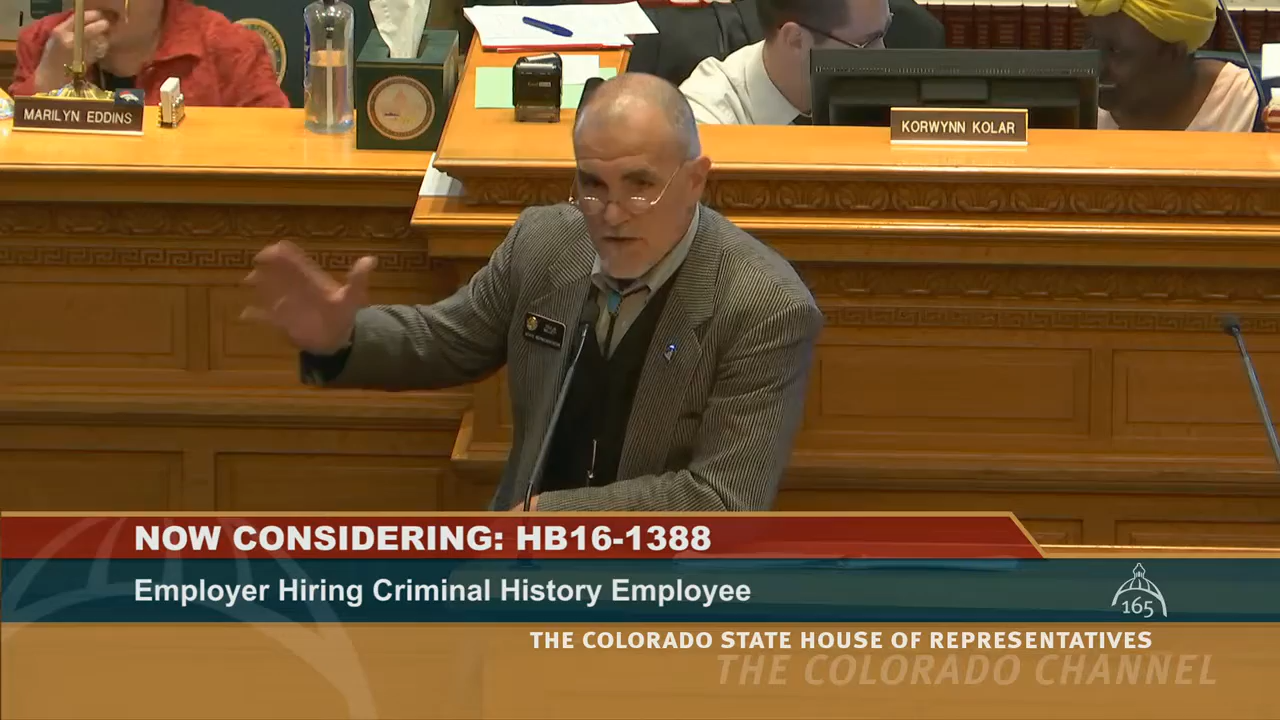 MARILYN EDDINS
KORWYNN KOLAR
NOW CONSIDERING: HB16-1388
Employer Hiring Criminal History Employee
165
THE COLORADO STATE HOUSE OF REPRESENTATIVES
THE COLORADO CHANNEL